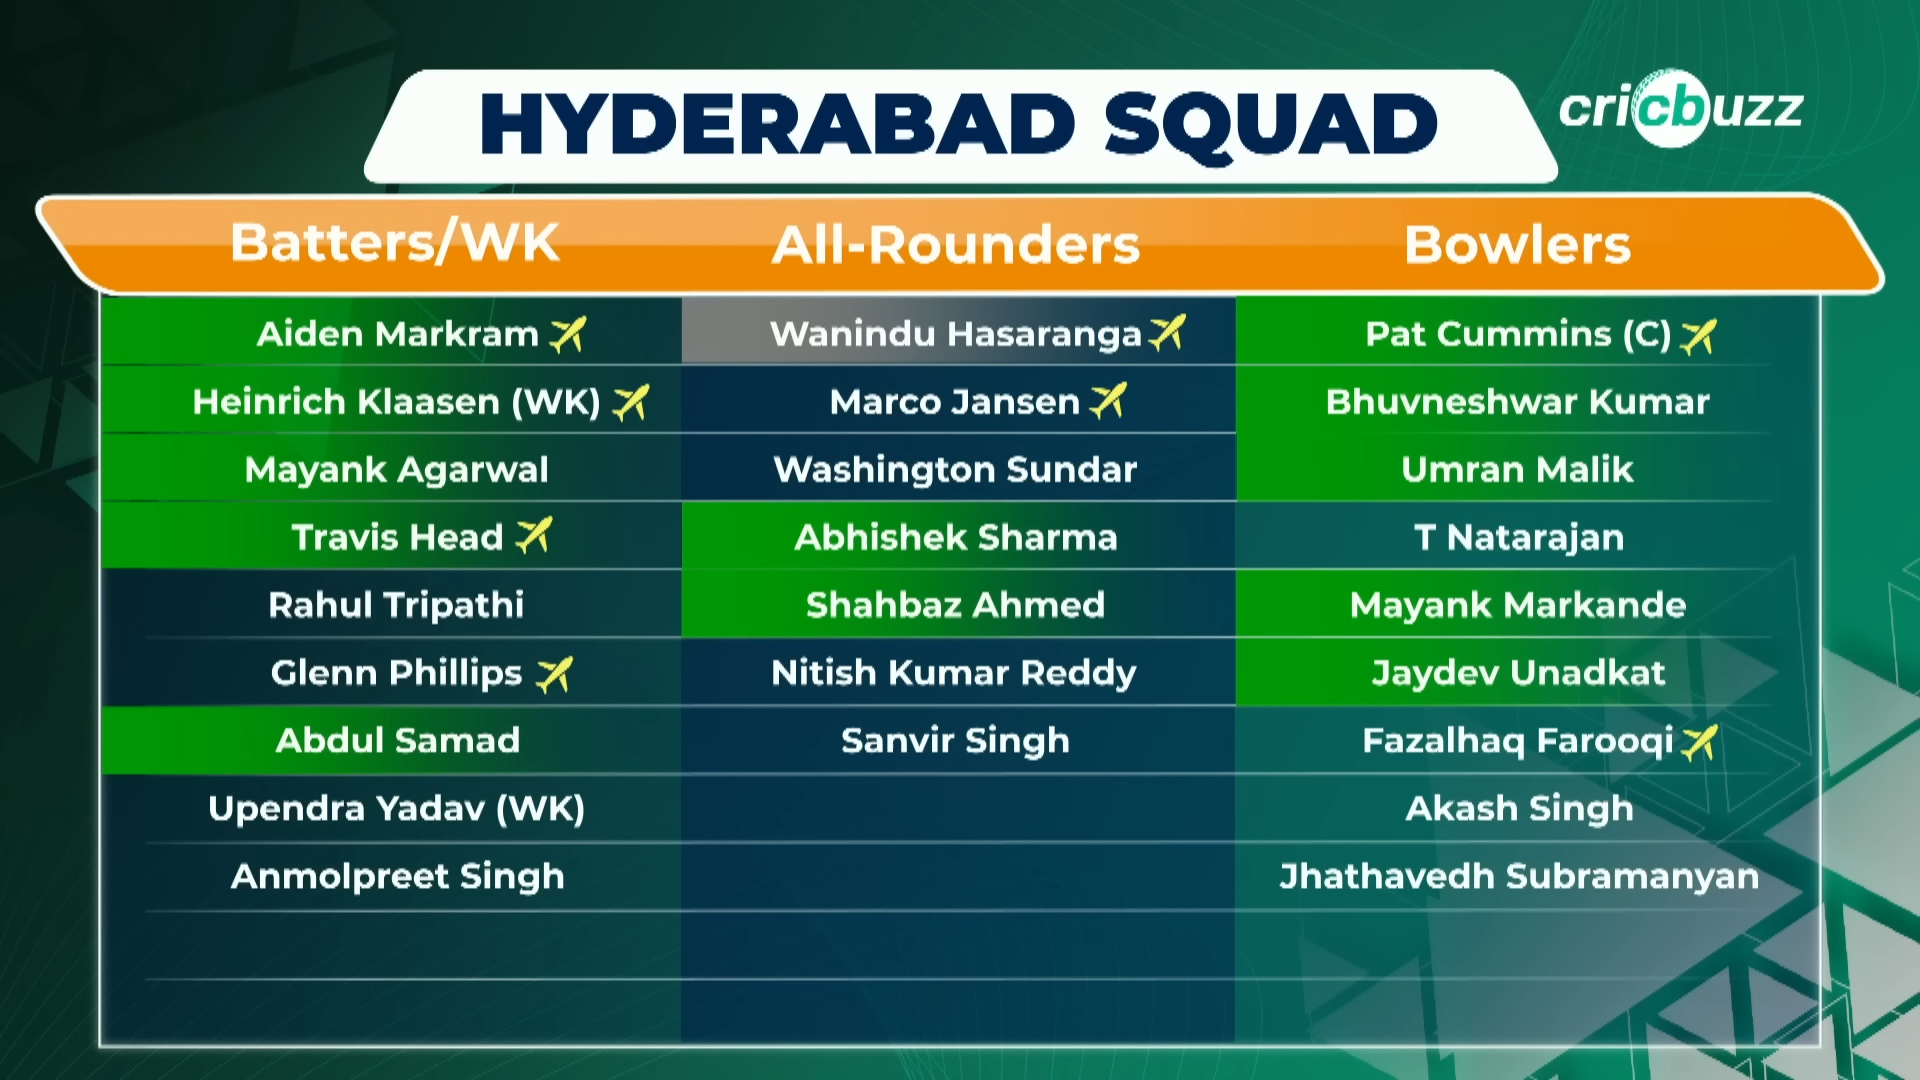 HYDERABAD SQUAD
cricbuzz
Batters/WK
All-Rounders
Bowlers
Aiden Markram
Wanindu Hasaranga
Pat Cummins (C)
Heinrich Klaasen (WK)
Marco Jansen
Bhuvneshwar Kumar
Mayank Agarwal
Washington Sundar
Umran Malik
Travis Head
Abhishek Sharma
T Natarajan
Rahul Tripathi
Shahbaz Ahmed
Mayank Markande
Glenn Phillips
Nitish Kumar Reddy
Jaydev Unadkat
Abdul Samad
Sanvir Singh
Fazalhaq Farooqi
Upendra Yadav (WK)
Akash Singh
Anmolpreet Singh
Jhathavedh Subramanyan